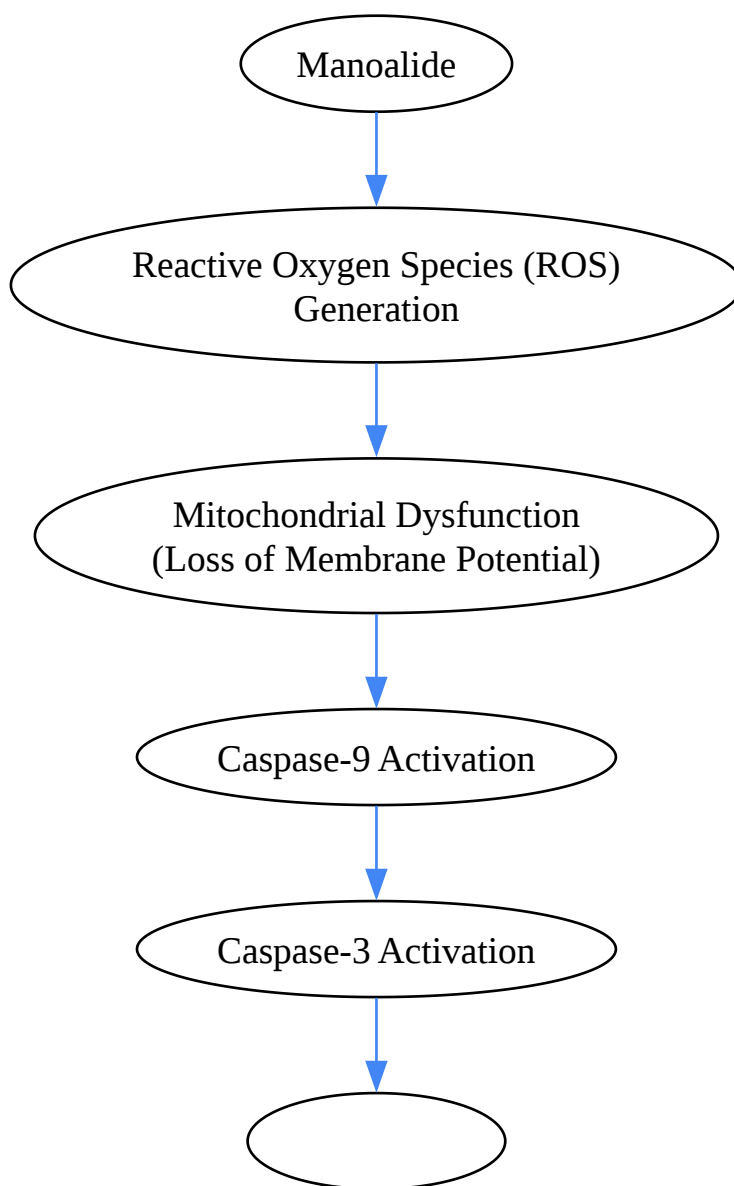 Manoalide
Reactive Oxygen Species (ROS)
Generation
Mitochondrial Dysfunction
(Loss of Membrane Potential)
Caspase-9 Activation
Caspase-3 Activation